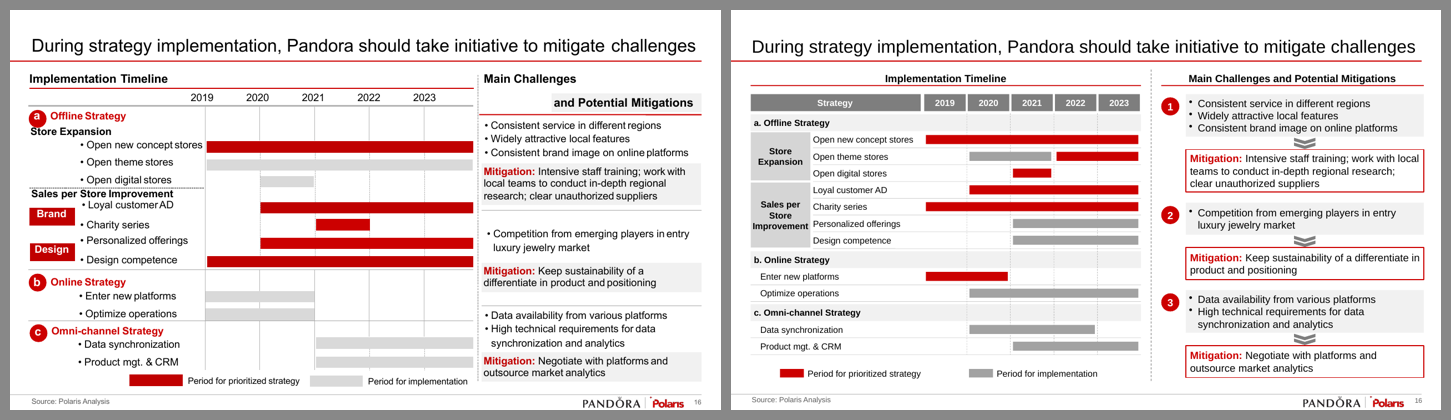 During strategy implementation, Pandora should take initiative to mitigate challenges
Implementation Timeline
2019 2020 2021 2022 2023
a Offline Strategy
Store Expansion
• Open new concept stores
• Open theme stores
• Open digital stores
Sales per Store Improvement
Brand
• Loyal customer AD
• Charity series
Design
• Personalized offerings
• Design competence
b Online Strategy
• Enter new platforms
• Optimize operations
c Omni-channel Strategy
• Data synchronization
• Product mgt. & CRM
Period for prioritized strategy Period for implementation
Main Challenges
and Potential Mitigations
• Consistent service in different regions
• Widely attractive local features
• Consistent brand image on online platforms
Mitigation: Intensive staff training; work with
local teams to conduct in-depth regional
research; clear unauthorized suppliers
• Competition from emerging players in entry
luxury jewelry market
Mitigation: Keep sustainability of a
differentiate in product and positioning
• Data availability from various platforms
• High technical requirements for data
synchronization and analytics
Mitigation: Negotiate with platforms and
outsource market analytics
Source: Polaris Analysis
PANDÖRA Polaris 16
During strategy implementation, Pandora should take initiative to mitigate challenges
Implementation Timeline
Strategy 2019 2020 2021 2022 2023
a. Offline Strategy
Store
Expansion
Open new concept stores
Open theme stores
Open digital stores
Sales per
Store
Improvement
Loyal customer AD
Charity series
Personalized offerings
Design competence
b. Online Strategy
Enter new platforms
Optimize operations
c. Omni-channel Strategy
Data synchronization
Product mgt. & CRM
Period for prioritized strategy Period for implementation
Main Challenges and Potential Mitigations
1
• Consistent service in different regions
• Widely attractive local features
• Consistent brand image on online platforms
Mitigation: Intensive staff training; work with local
teams to conduct in-depth regional research;
clear unauthorized suppliers
2
• Competition from emerging players in entry
luxury jewelry market
Mitigation: Keep sustainability of a differentiate in
product and positioning
3
• Data availability from various platforms
• High technical requirements for data
synchronization and analytics
Mitigation: Negotiate with platforms and
outsource market analytics
Source: Polaris Analysis
PANDÖRA Polaris 16